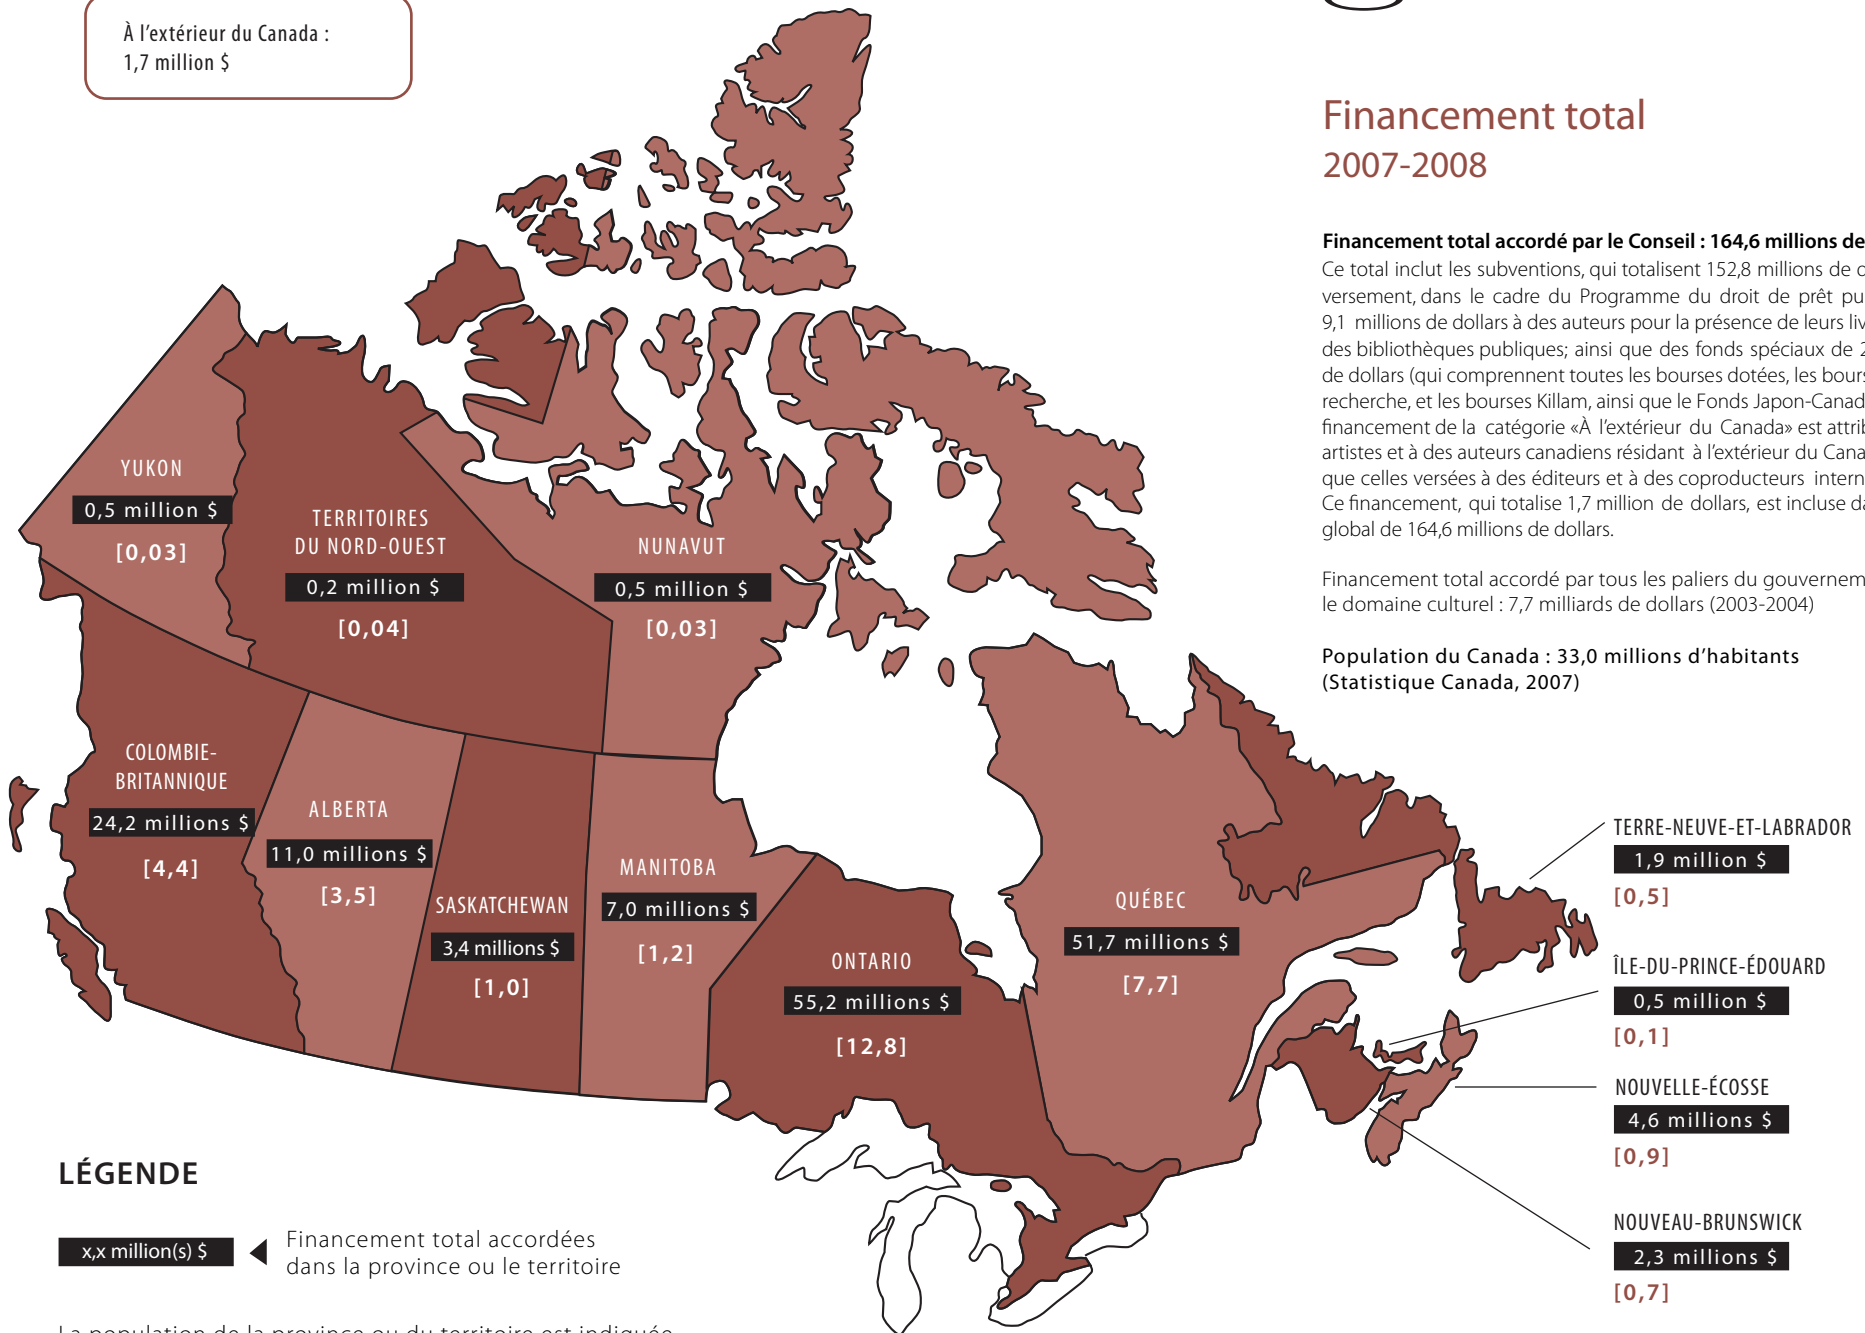 À l'extérieur du Canada :
1,7 million $
Financement total
2007-2008
Financement total accordé par le Conseil : 164,6 millions de
Ce total inclut les subventions, qui totalisent 152,8 millions de
versement, dans le cadre du Programme du droit de prêt
9,1 millions de dollars à des auteurs pour la présence de leurs
des bibliothèques publiques; ainsi que des fonds spéciaux de
de dollars (qui comprennent toutes les bourses dotées, les
recherche, et les bourses Killam, ainsi que le Fonds
financement de la catégorie «À l'extérieur du Canada» est
artistes et à des auteurs canadiens résidant à l'extérieur du
que celles versées à des éditeurs et à des coproducteurs
Ce financement, qui totalise 1,7 million de dollars, est incluse
global de 164,6 millions de dollars.
Financement total accordé par tous les paliers du
le domaine culturel : 7,7 milliards de dollars (2003-2004)
Population du Canada : 33,0 millions d'habitants
(Statistique Canada, 2007)
YUKON
0,5 million $
[0,03]
TERRITOIRES
DU NORD-OUEST
0,2 million $
[0,04]
NUNAVUT
0,5 million $
[0,03]
COLOMBIE-
BRITANNIQUE
24,2 millions $
[4,4]
ALBERTA
11,0 millions $
[3,5]
SASKATCHEWAN
3,4 millions $
[1,0]
MANITOBA
7,0 millions $
[1,2]
ONTARIO
55,2 millions $
[12,8]
QUÉBEC
51,7 millions $
[7,7]
TERRE-NEUVE-ET-LABRADOR
1,9 million $
[0,5]
ÎLE-DU-PRINCE-ÉDOUARD
0,5 million $
[0,1]
NOUVELLE-ÉCOSSE
4,6 millions $
[0,9]
NOUVEAU-BRUNSWICK
2,3 millions $
[0,7]
LÉGENDE
x,x million(s) $
Financement total accordées
dans la province ou le territoire
La population de la province ou du territoire est indiquée